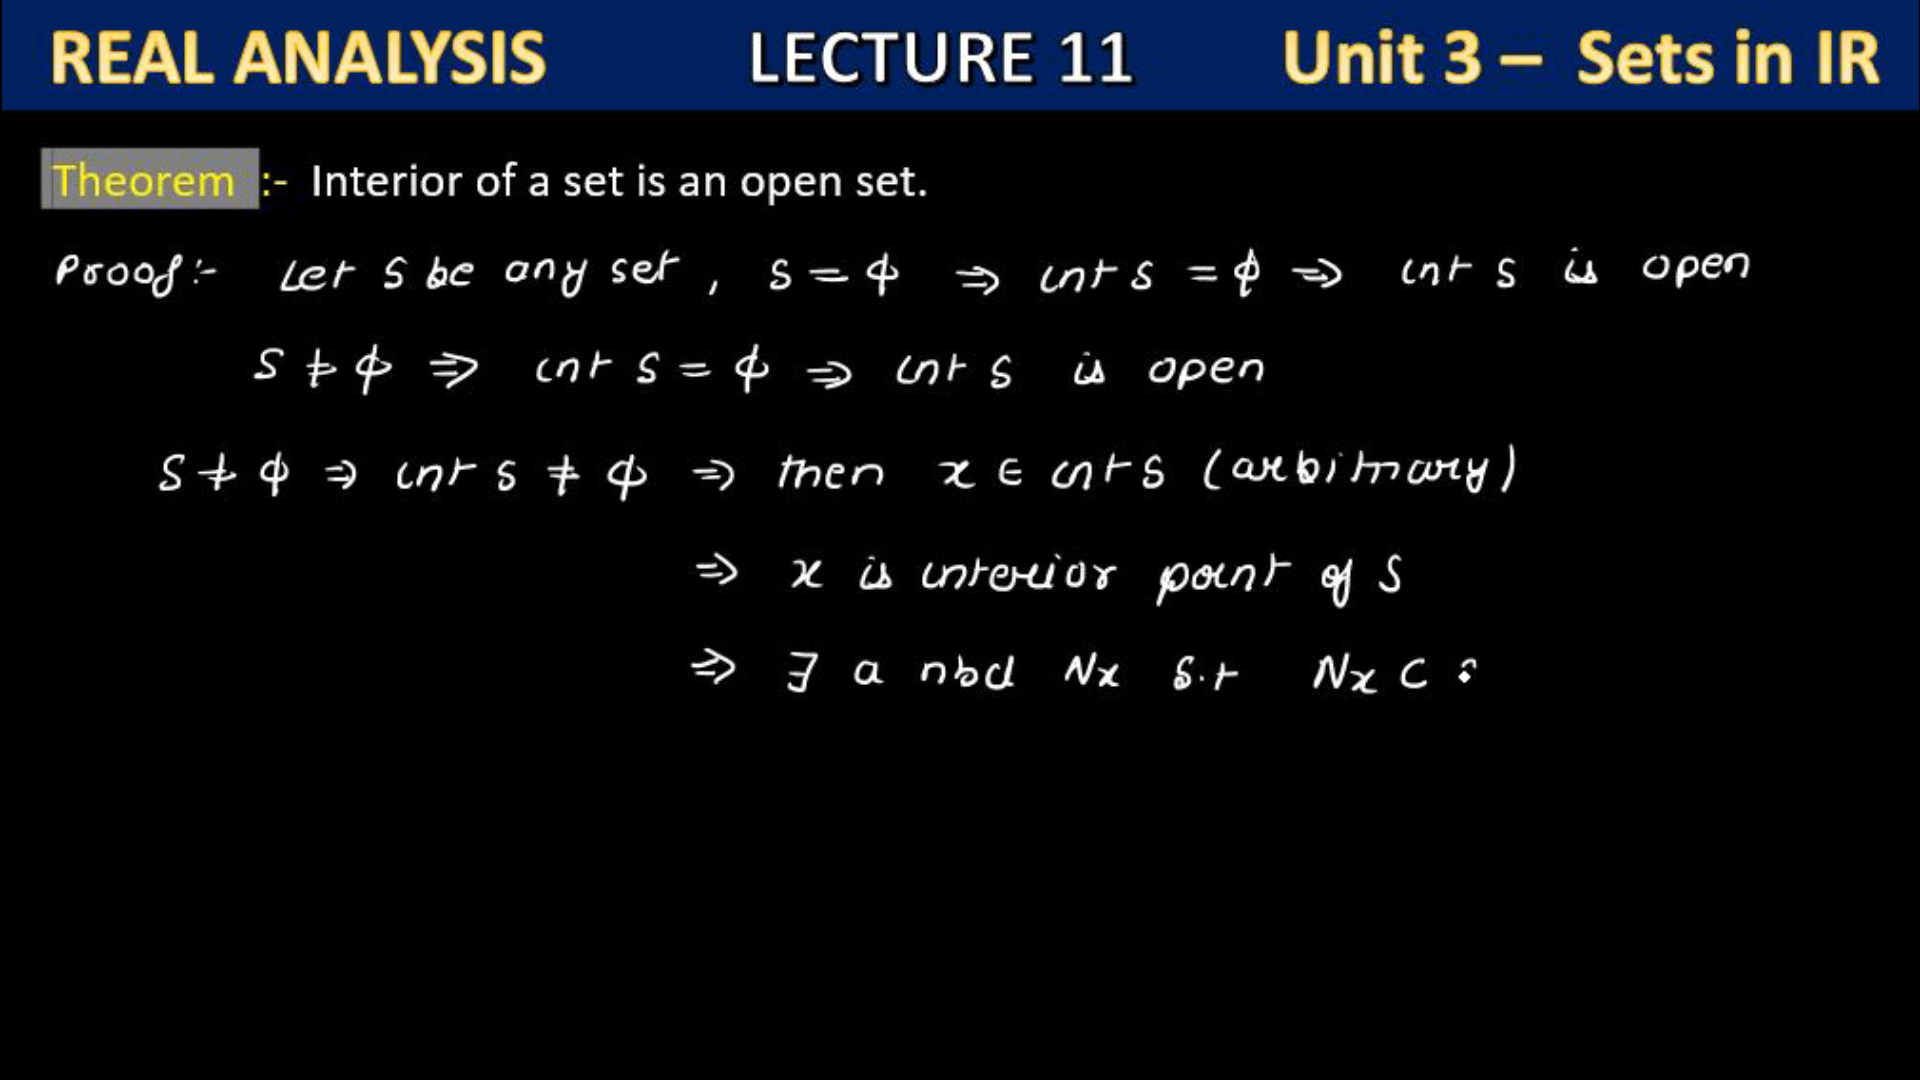 REAL ANALYSIS LECTURE 11 Unit 3 – Sets in IR
Theorem :- Interior of a set is an open set.
Proof :- Let S be any set , S = ϕ ⇒ int S = ϕ ⇒ int S is open
S ≠ ϕ ⇒ int S = ϕ ⇒ int S is open
S ≠ ϕ ⇒ int S ≠ ϕ ⇒ then x ∈ int S (arbitrary)
⇒ x is interior point of S
⇒ ∃ a nbd Nx s.t Nx ⊂